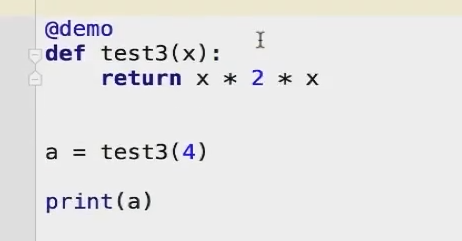 @demo
def test3(x):
    return x * 2 * x
a = test3(4)
print(a)